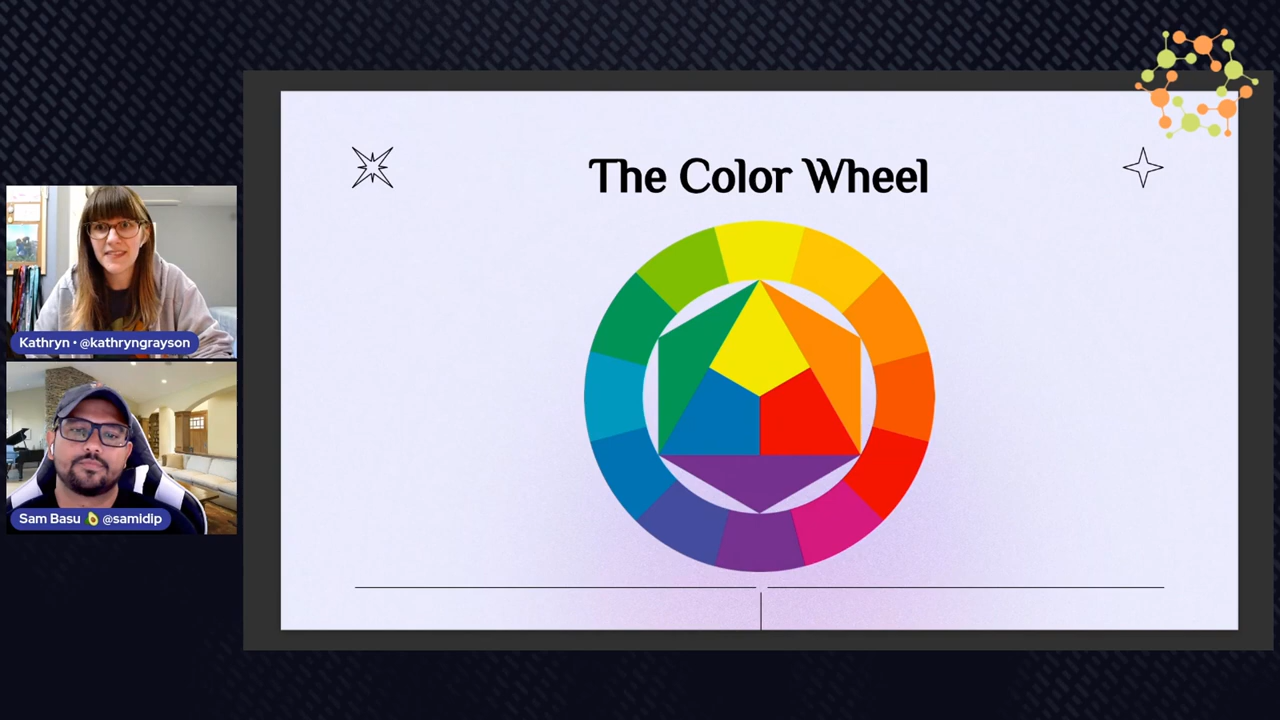 The Color Wheel
Kathryn • @kathryngrayson
Sam Basu 🥑 @samidip